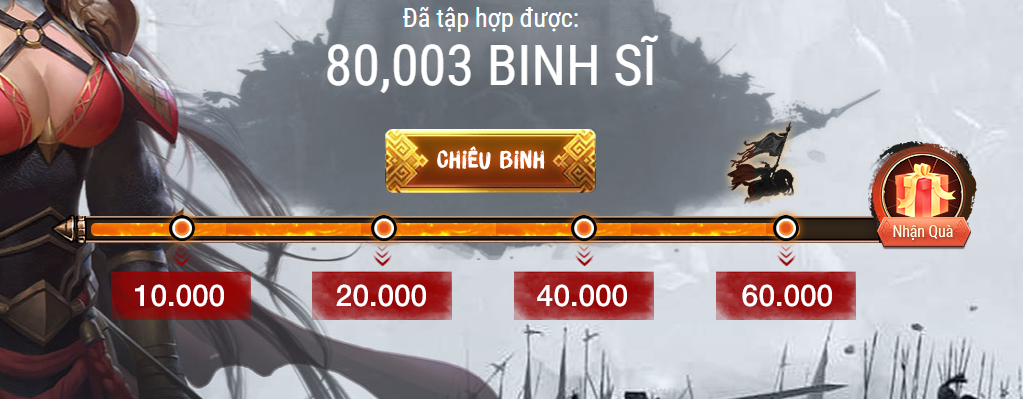 Đã tập hợp được:
80,003 BINH SĨ
CHIÊU BINH
Nhận Quà
10.000
20.000
40.000
60.000